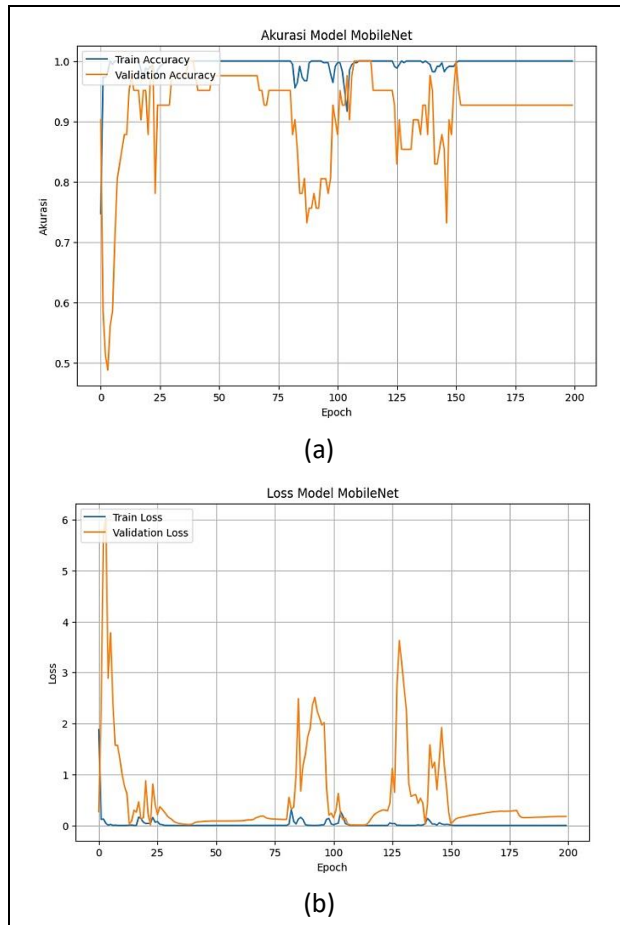 Akurasi Model MobileNet
Train Accuracy
Validation Accuracy
1.0
0.9
0.8
0.7
0.6
0.5
Akurasi
0 25 50 75 100 125 150 175 200
Epoch
(a)
Loss Model MobileNet
Train Loss
Validation Loss
6
5
4
3
2
1
0
Loss
0 25 50 75 100 125 150 175 200
Epoch
(b)